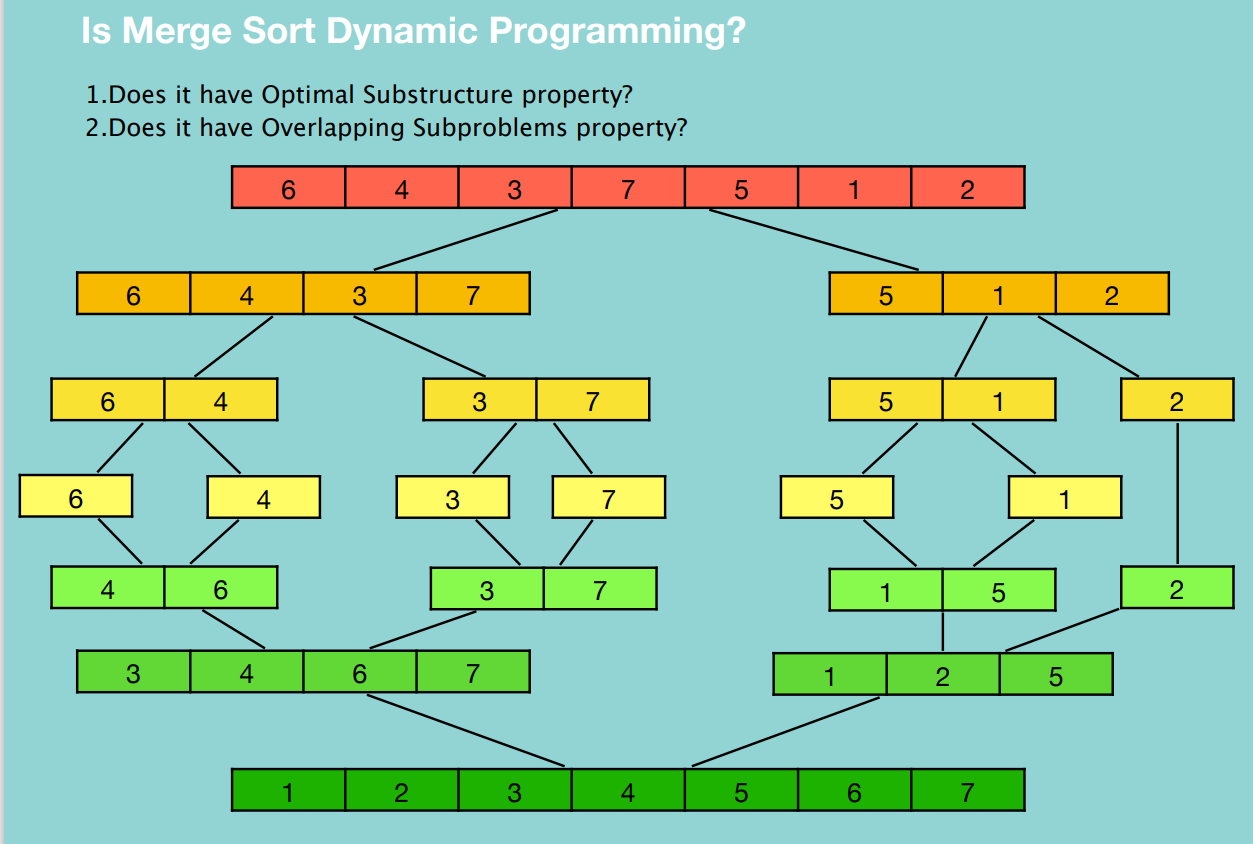 Is Merge Sort Dynamic Programming?
1.Does it have Optimal Substructure property?
2.Does it have Overlapping Subproblems property?
6 4 3 7 5 1 2
6 4 3 7 5 1 2
6 4 3 7 5 1 2
6 4 3 7 5 1
4 6 3 7 1 5 2
3 4 6 7 1 2 5
1 2 3 4 5 6 7